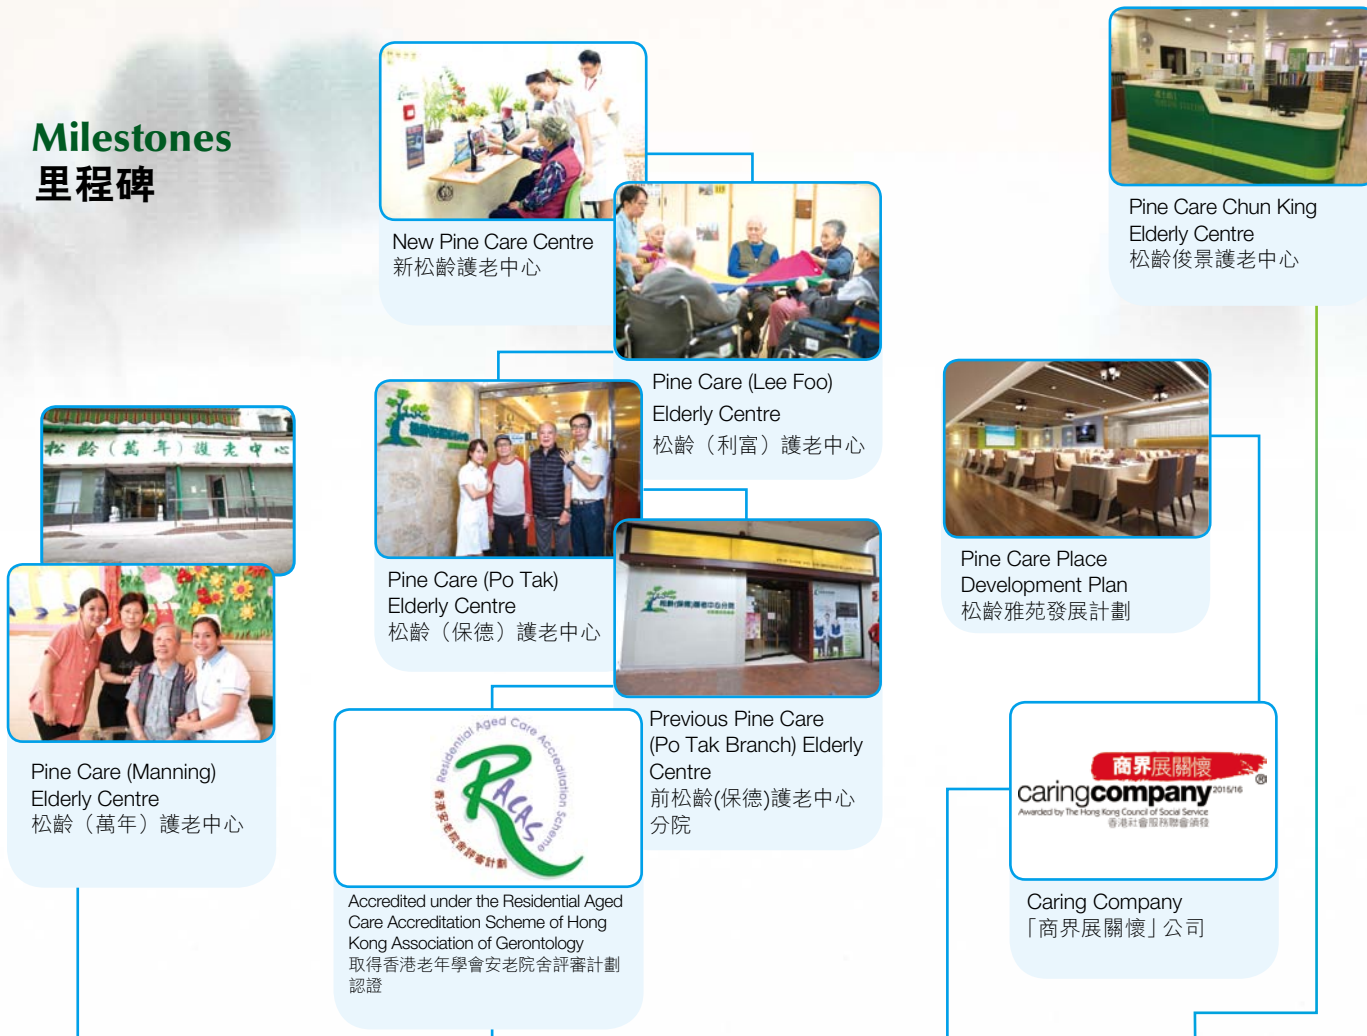 Milestones
里程碑
New Pine Care Centre
新松齡護老中心
Pine Care (Lee Foo)
Elderly Centre
松齡（利富）護老中心
Pine Care (Po Tak)
Elderly Centre
松齡（保德）護老中心
松齡(保德)護老中心分院
Previous Pine Care
(Po Tak Branch) Elderly
Centre
前松齡(保德)護老中心
分院
Residential Aged Care Accreditation Scheme
RACAS
香港安老院舍評審計劃
Accredited under the Residential Aged
Care Accreditation Scheme of Hong
Kong Association of Gerontology
取得香港老年學會安老院舍評審計劃
認證
松齡（萬年）護老中心
Pine Care (Manning)
Elderly Centre
松齡（萬年）護老中心
Pine Care Chun King
Elderly Centre
松齡俊景護老中心
Pine Care Place
Development Plan
松齡雅苑發展計劃
商界展關懷
caringcompany 2015/16
Awarded by The Hong Kong Council of Social Service
香港社會服務聯會頒發
Caring Company
「商界展關懷」公司